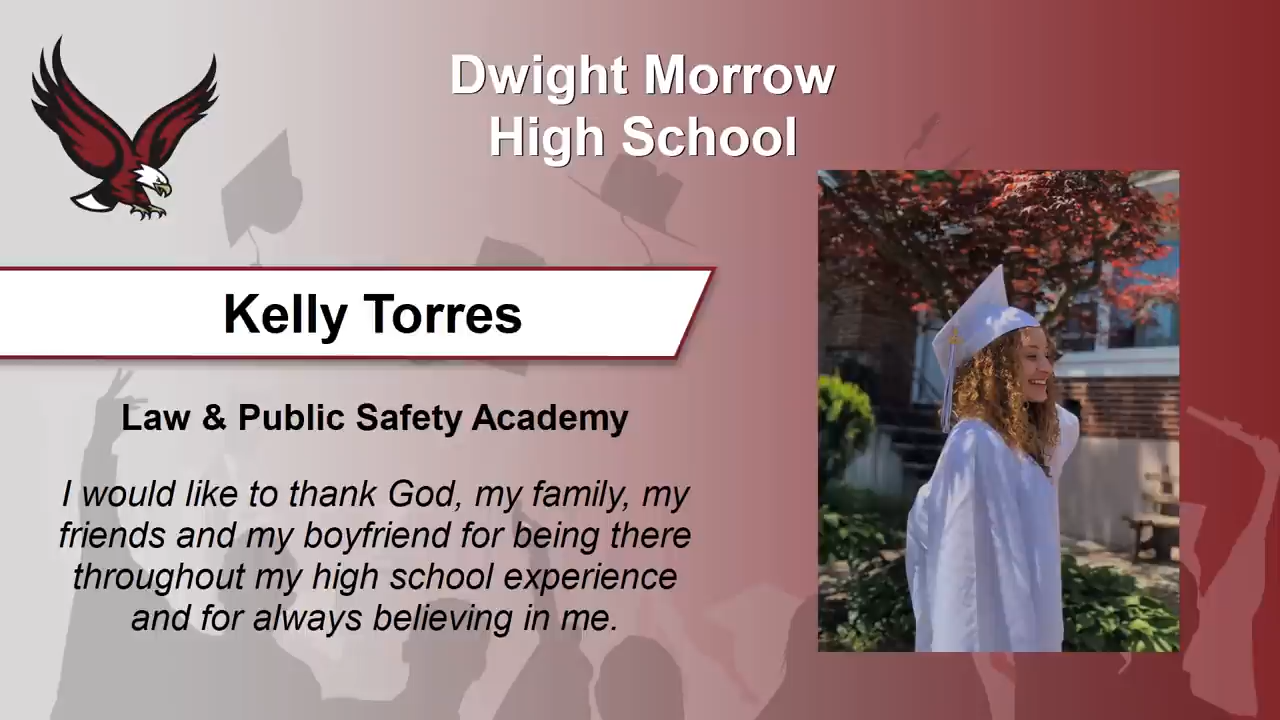 Dwight Morrow
High School
Kelly Torres
Law & Public Safety Academy
I would like to thank God, my family, my
friends and my boyfriend for being there
throughout my high school experience
and for always believing in me.